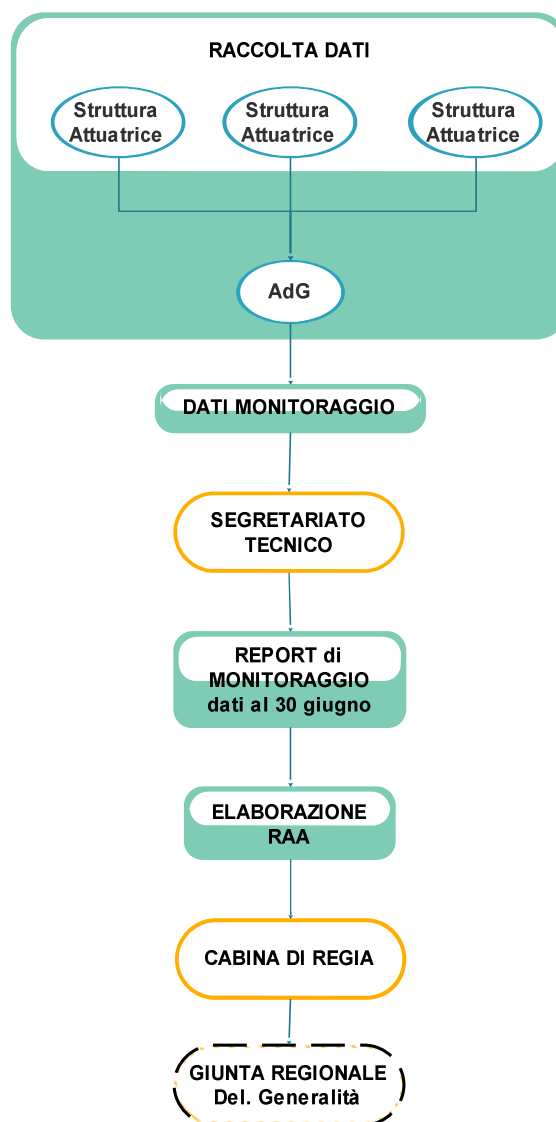 RACCOLTA DATI
Struttura
Attuatrice
Struttura
Attuatrice
Struttura
Attuatrice
AdG
DATI MONITORAGGIO
SEGRETARIATO
TECNICO
REPORT di
MONITORAGGIO
dati al 30 giugno
ELABORAZIONE
RAA
CABINA DI REGIA
GIUNTA REGIONALE
Del. Generalità